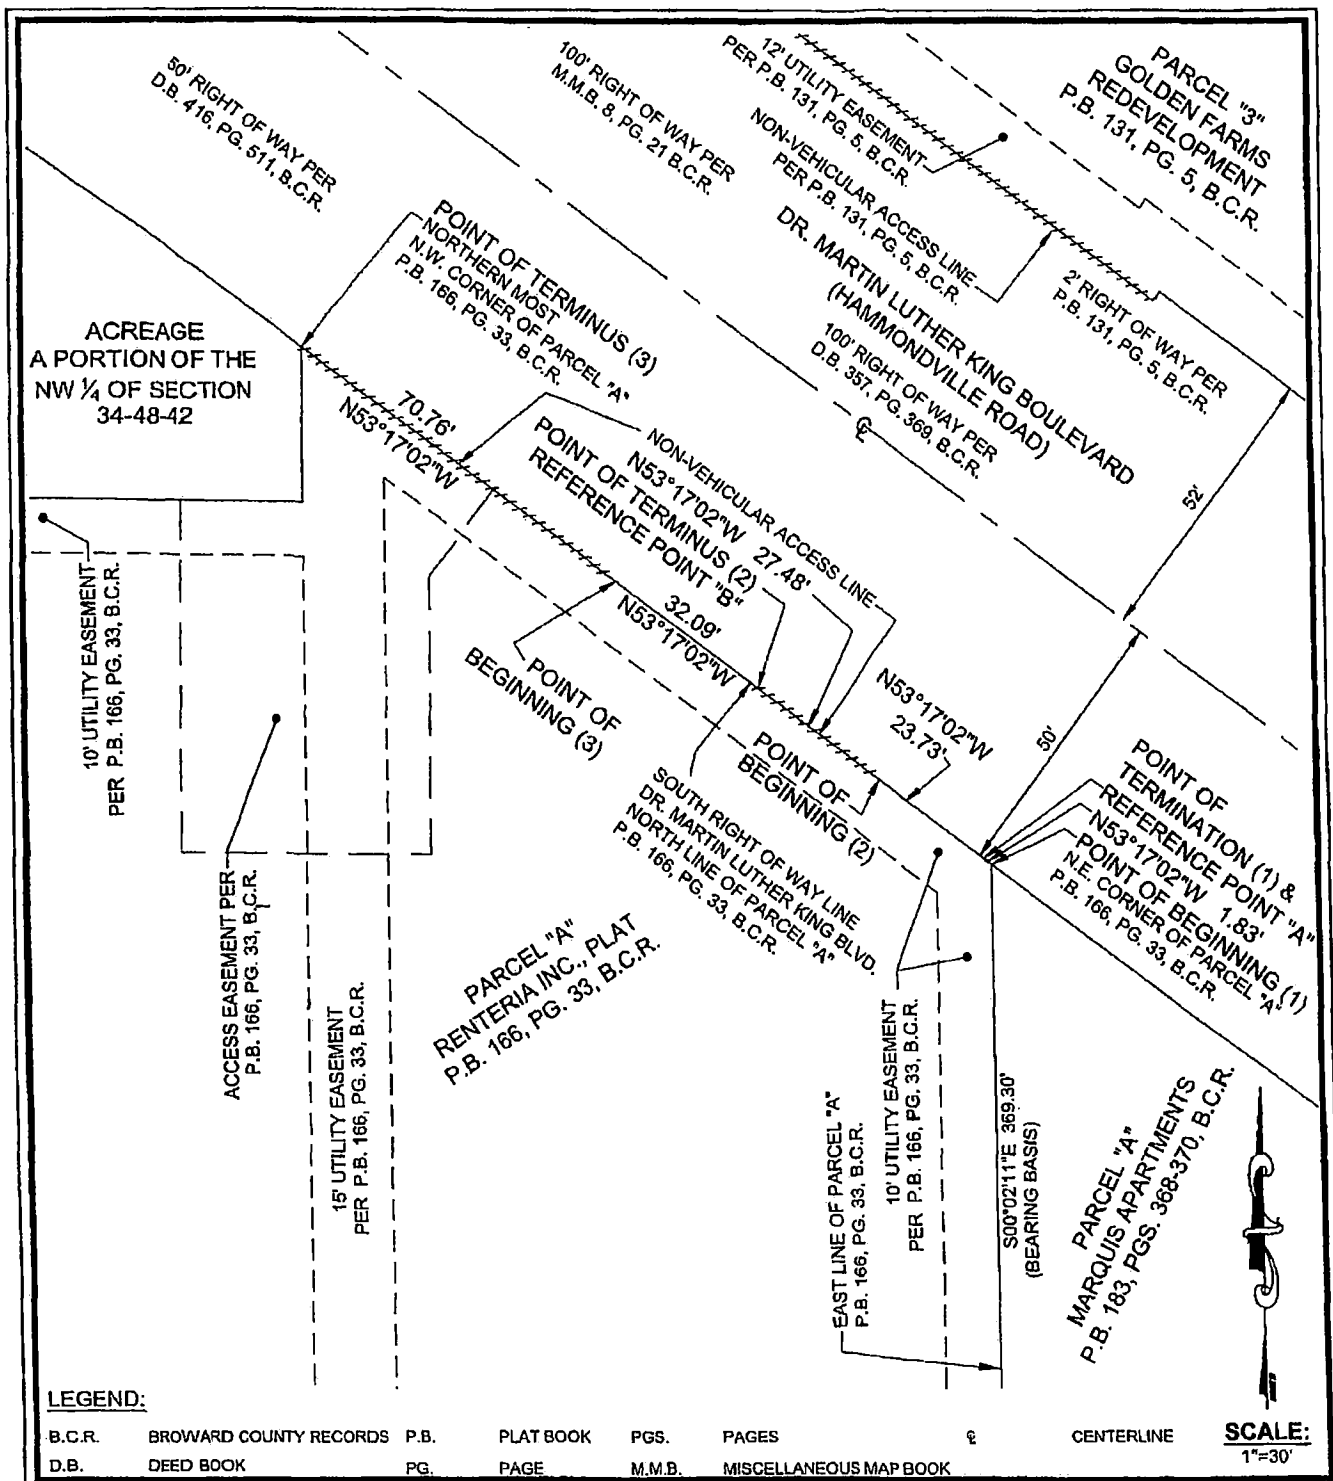 50' RIGHT OF WAY PER
D.B. 416, PG. 511, B.C.R.
100' RIGHT OF WAY PER
M.M.B. 8, PG. 21 B.C.R.
12' UTILITY EASEMENT
PER P.B. 131, PG. 5, B.C.R.
NON-VEHICULAR ACCESS LINE
PER P.B. 131, PG. 5, B.C.R.
PARCEL "3"
GOLDEN FARMS
REDEVELOPMENT
P.B. 131, PG. 5, B.C.R.
DR. MARTIN LUTHER KING BOULEVARD
(HAMMONDVILLE ROAD)
100' RIGHT OF WAY PER
D.B. 357, PG. 369, B.C.R.
2' RIGHT OF WAY PER
P.B. 131, PG. 5, B.C.R.
POINT OF TERMINUS (3)
NORTHERN MOST
N.W. CORNER OF PARCEL "A"
P.B. 166, PG. 33, B.C.R.
ACREAGE
A PORTION OF THE
NW ¼ OF SECTION
34-48-42
70.76'
N53°17'02"W
NON-VEHICULAR ACCESS LINE
N53°17'02"W 27.48'
POINT OF TERMINUS (2)
REFERENCE POINT "B"
32.09'
N53°17'02"W
℄
52'
50'
N53°17'02"W
23.73'
POINT OF
BEGINNING (3)
POINT OF
BEGINNING (2)
SOUTH RIGHT OF WAY LINE
DR. MARTIN LUTHER KING BLVD.
NORTH LINE OF PARCEL "A"
P.B. 166, PG. 33, B.C.R.
POINT OF
TERMINATION (1) &
REFERENCE POINT "A"
N53°17'02"W 1.83'
POINT OF BEGINNING (1)
N.E. CORNER OF PARCEL "A"
P.B. 166, PG. 33, B.C.R.
10' UTILITY EASEMENT
PER P.B. 166, PG. 33, B.C.R.
ACCESS EASEMENT PER
P.B. 166, PG. 33, B.C.R.
15' UTILITY EASEMENT
PER P.B. 166, PG. 33, B.C.R.
PARCEL "A"
RENTERIA INC., PLAT
P.B. 166, PG. 33, B.C.R.
EAST LINE OF PARCEL "A"
P.B. 166, PG. 33, B.C.R.
10' UTILITY EASEMENT
PER P.B. 166, PG. 33, B.C.R.
S00°02'11"E 369.30'
(BEARING BASIS)
PARCEL "A"
MARQUIS APARTMENTS
P.B. 183, PGS. 368-370, B.C.R.
LEGEND:
B.C.R. BROWARD COUNTY RECORDS P.B. PLAT BOOK PGS. PAGES ℄ CENTERLINE
D.B. DEED BOOK PG. PAGE M.M.B. MISCELLANEOUS MAP BOOK
SCALE:
1"=30'